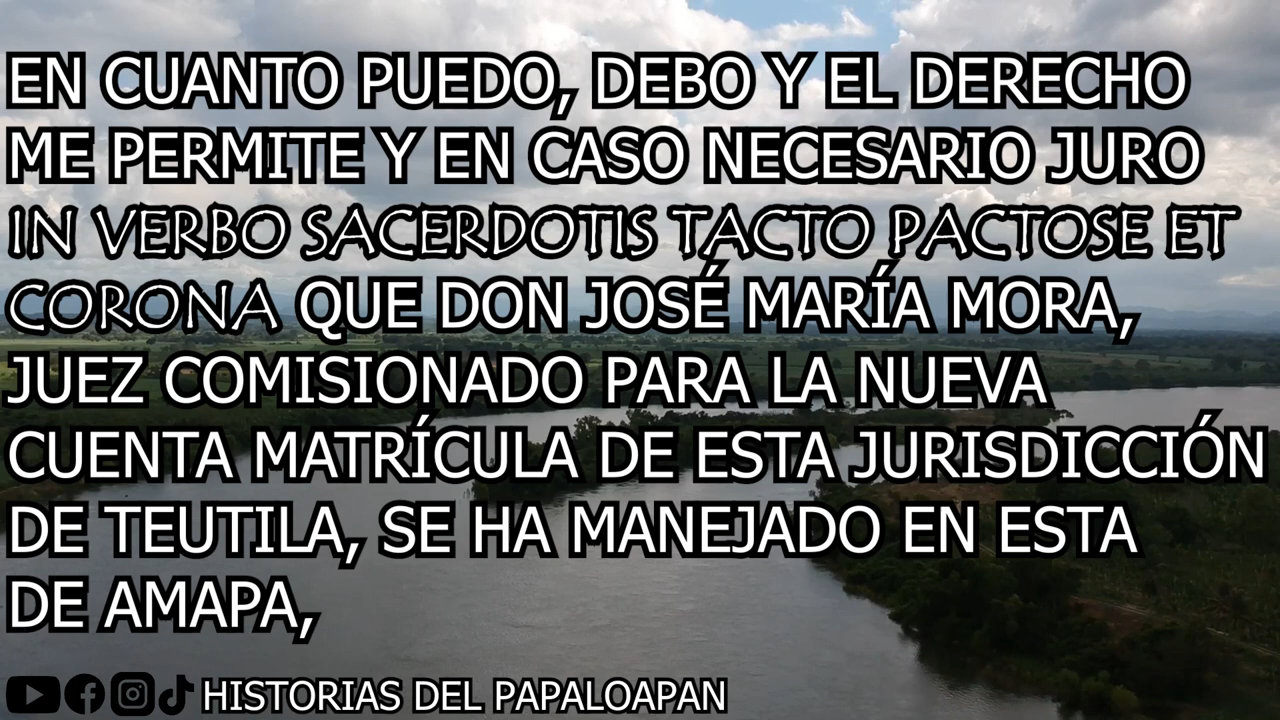 EN CUANTO PUEDO, DEBO Y EL DERECHO
ME PERMITE Y EN CASO NECESARIO JURO
IN VERBO SACERDOTIS TACTO PACTOSE ET
CORONA QUE DON JOSÉ MARÍA MORA,
JUEZ COMISIONADO PARA LA NUEVA
CUENTA MATRÍCULA DE ESTA JURISDICCIÓN
DE TEUTILA, SE HA MANEJADO EN ESTA
DE AMAPA,
HISTORIAS DEL PAPALOAPAN